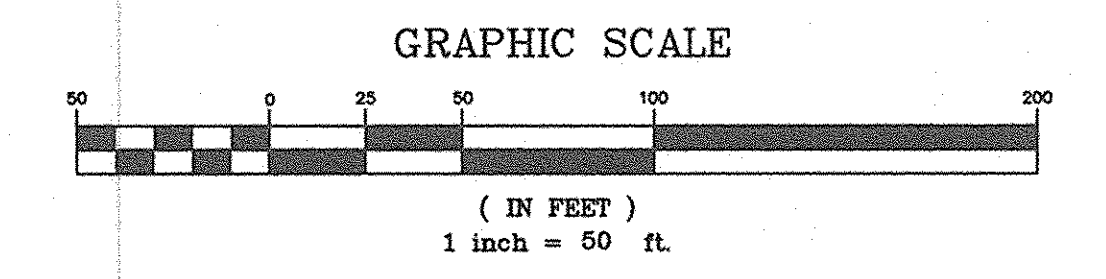 GRAPHIC SCALE
50 0 25 50 100 200
( IN FEET )
1 inch = 50 ft.